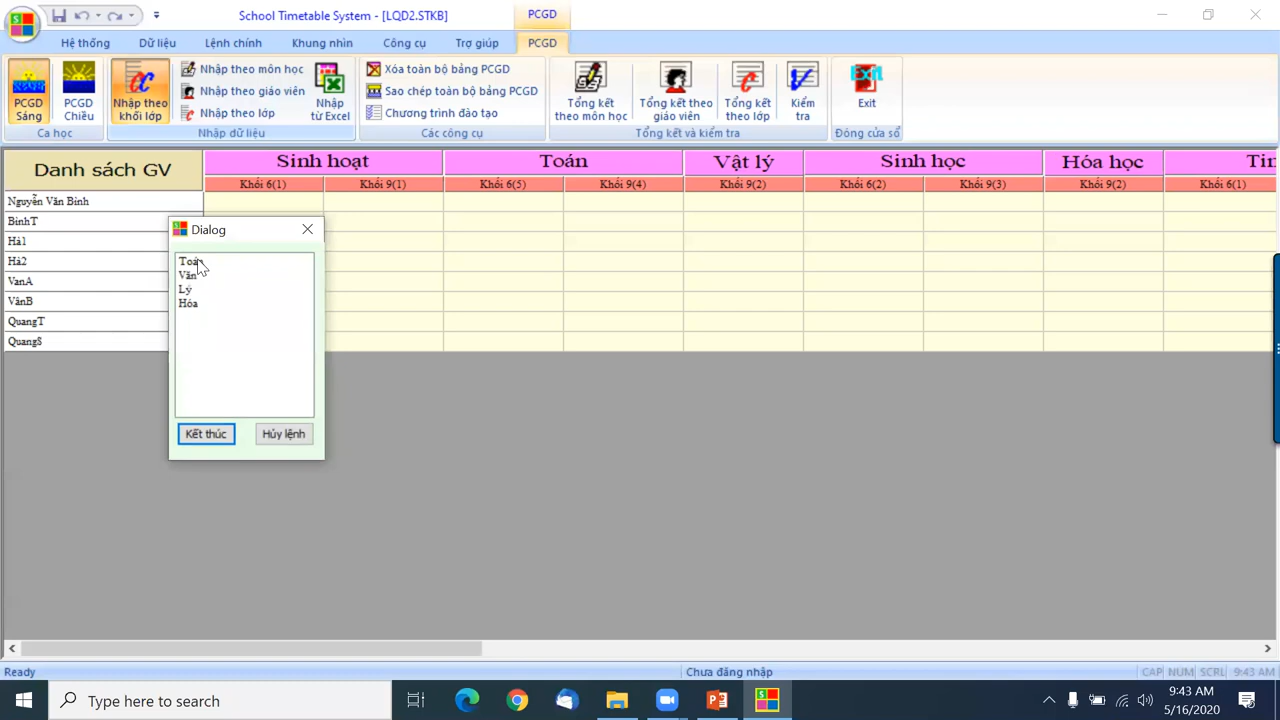 School Timetable System - [LQD2.STKB]
PCGD
Hệ thống
Dữ liệu
Lệnh chính
Khung nhìn
Công cụ
Trợ giúp
PCGD
PCGD Sáng
PCGD Chiều
Nhập theo khối lớp
Nhập theo môn học
Nhập theo giáo viên
Nhập theo lớp
Nhập từ Excel
Xóa toàn bộ bảng PCGD
Sao chép toàn bộ bảng PCGD
Chương trình đào tạo
Tổng kết theo môn học
Tổng kết theo giáo viên
Tổng kết theo lớp
Kiểm tra
Exit
Ca học
Nhập dữ liệu
Các công cụ
Tổng kết và kiểm tra
Đóng cửa sổ
Danh sách GV
Sinh hoạt
Toán
Vật lý
Sinh học
Hóa học
Tin
Khối 6(1)
Khối 9(1)
Khối 6(5)
Khối 9(4)
Khối 9(2)
Khối 6(2)
Khối 9(3)
Khối 9(2)
Khối 6(1)
Nguyễn Văn Bình
BinhT
Hà1
Hà2
VanA
VânB
QuangT
QuangS
Dialog
Toán
Văn
Lý
Hóa
Kết thúc
Hủy lệnh
Ready
Chưa đăng nhập
CAP NUM SCRL 9:43 AM
Type here to search
9:43 AM
5/16/2020